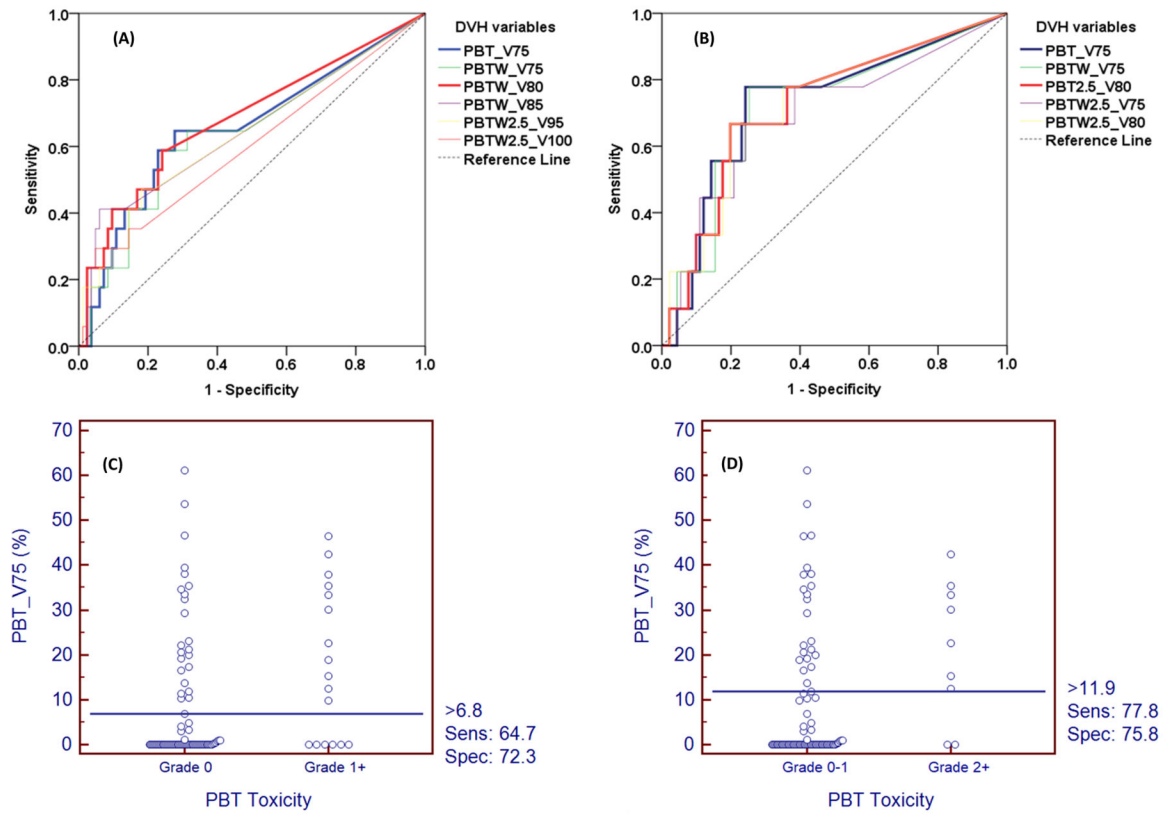 (A)
1.0
0.8
0.6
0.4
0.2
0.0
Sensitivity
0.0 0.2 0.4 0.6 0.8 1.0
1 - Specificity
DVH variables
PBT_V75
PBTW_V75
PBTW_V80
PBTW_V85
PBTW2.5_V95
PBTW2.5_V100
Reference Line
(B)
1.0
0.8
0.6
0.4
0.2
0.0
Sensitivity
0.0 0.2 0.4 0.6 0.8 1.0
1 - Specificity
DVH variables
PBT_V75
PBTW_V75
PBT2.5_V80
PBTW2.5_V75
PBTW2.5_V80
Reference Line
(C)
70
60
50
40
30
20
10
0
PBT_V75 (%)
>6.8
Sens: 64.7
Spec: 72.3
Grade 0 Grade 1+
PBT Toxicity
(D)
70
60
50
40
30
20
10
0
PBT_V75 (%)
>11.9
Sens: 77.8
Spec: 75.8
Grade 0-1 Grade 2+
PBT Toxicity